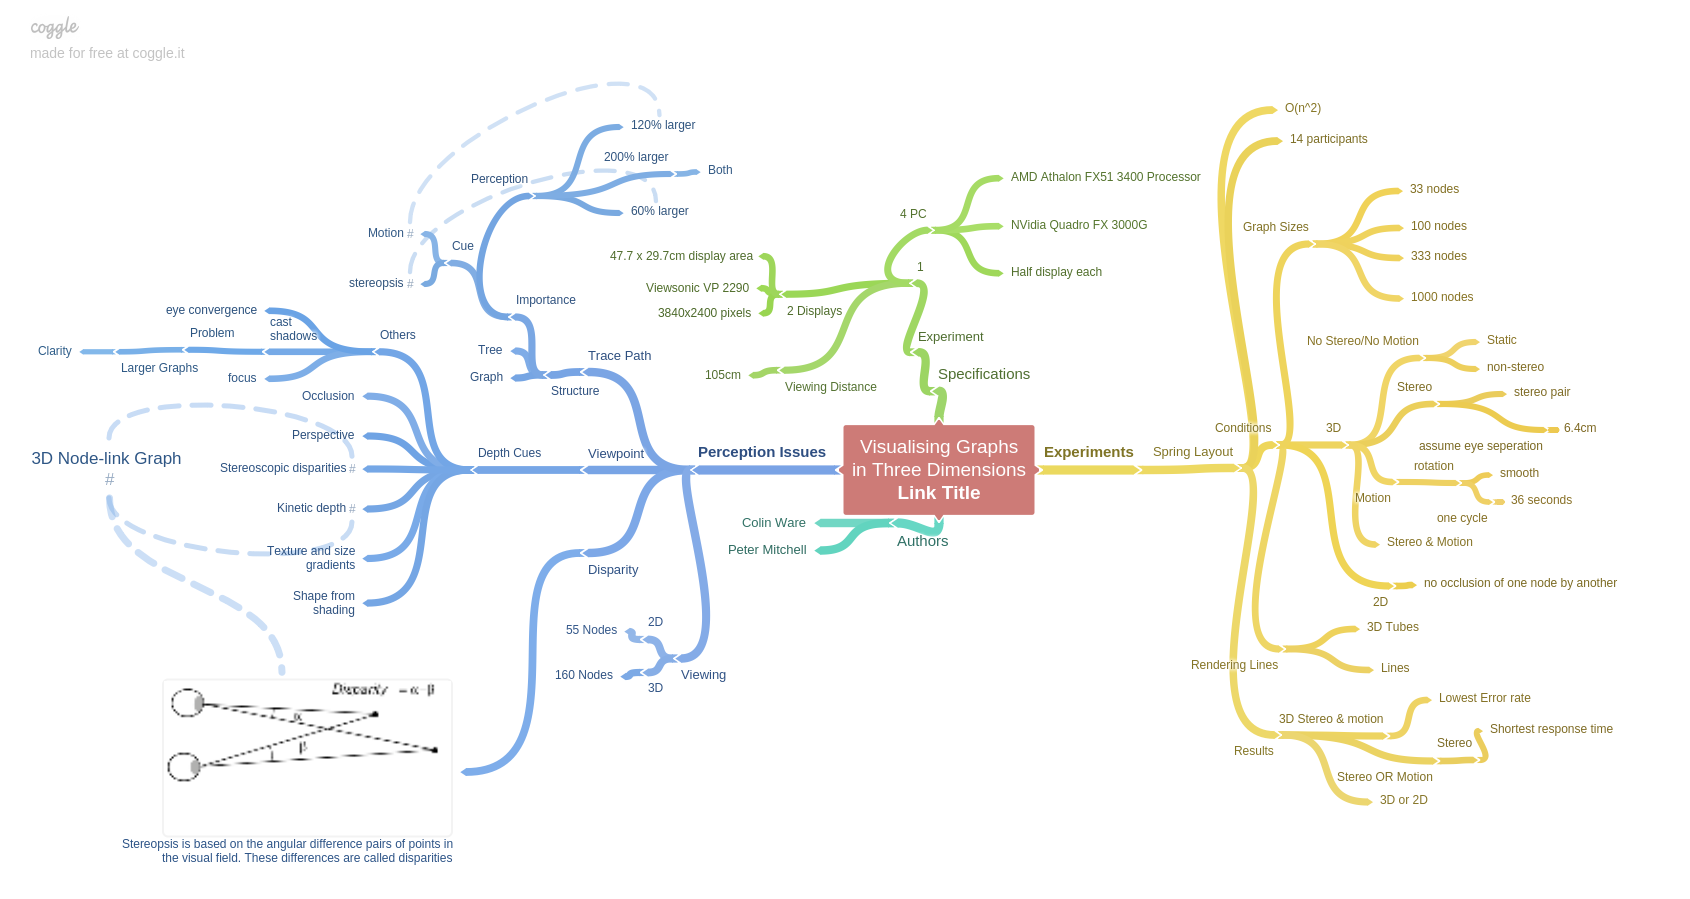 coggle
made for free at coggle.it
Visualising Graphs
in Three Dimensions
Link Title
Perception Issues
Trace Path
Importance
Cue
Perception
120% larger
200% larger
Both
60% larger
Motion #
stereopsis #
Structure
Tree
Graph
Viewpoint
Depth Cues
Others
eye convergence
cast
shadows
Problem
Larger Graphs
Clarity
focus
Occlusion
Perspective
Stereoscopic disparities #
Kinetic depth #
Texture and size
gradients
Shape from
shading
3D Node-link Graph
#
Disparity
Disparity = α-β
α
β
Stereopsis is based on the angular difference pairs of points in
the visual field. These differences are called disparities
Viewing
2D
55 Nodes
3D
160 Nodes
Specifications
Experiment
1
4 PC
AMD Athalon FX51 3400 Processor
NVidia Quadro FX 3000G
Half display each
2 Displays
47.7 x 29.7cm display area
Viewsonic VP 2290
3840x2400 pixels
Viewing Distance
105cm
Authors
Colin Ware
Peter Mitchell
Experiments
Spring Layout
O(n^2)
14 participants
Conditions
Graph Sizes
33 nodes
100 nodes
333 nodes
1000 nodes
3D
No Stereo/No Motion
Static
non-stereo
Stereo
stereo pair
6.4cm
assume eye seperation
Motion
rotation
smooth
36 seconds
one cycle
Stereo & Motion
2D
no occlusion of one node by another
Rendering Lines
3D Tubes
Lines
Results
3D Stereo & motion
Lowest Error rate
Stereo
Shortest response time
Stereo OR Motion
3D or 2D